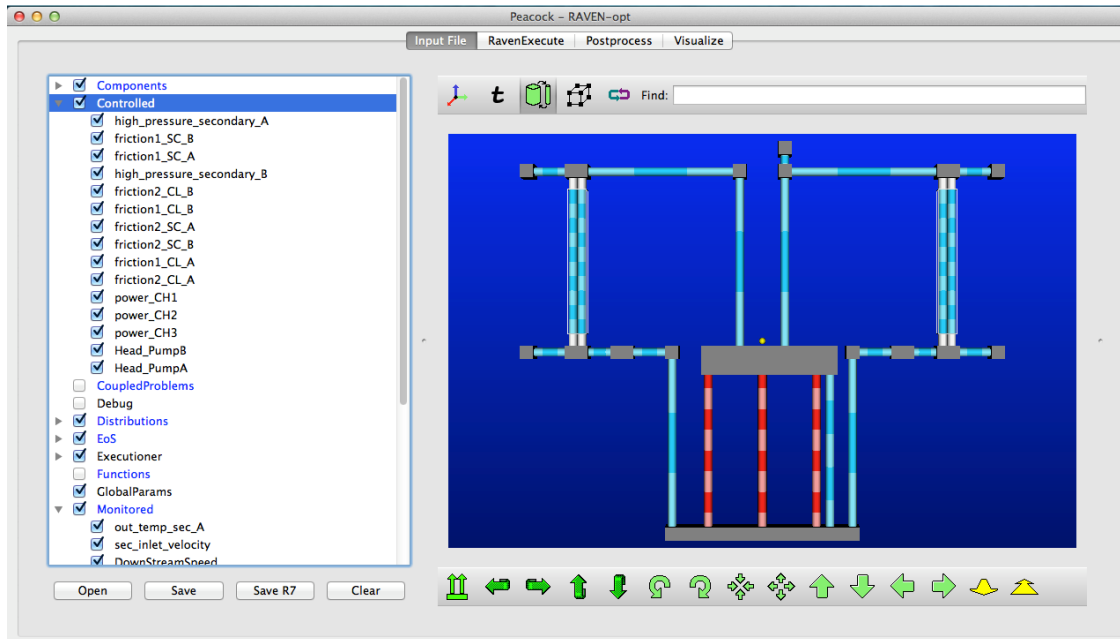 Peacock - RAVEN-opt
Input File RavenExecute Postprocess Visualize
Components
Controlled
high_pressure_secondary_A
friction1_SC_B
friction1_SC_A
high_pressure_secondary_B
friction2_CL_B
friction1_CL_B
friction2_SC_A
friction2_SC_B
friction1_CL_A
friction2_CL_A
power_CH1
power_CH2
power_CH3
Head_PumpB
Head_PumpA
CoupledProblems
Debug
Distributions
EoS
Executioner
Functions
GlobalParams
Monitored
out_temp_sec_A
sec_inlet_velocity
DownStreamSpeed
Open Save Save R7 Clear
t Find: